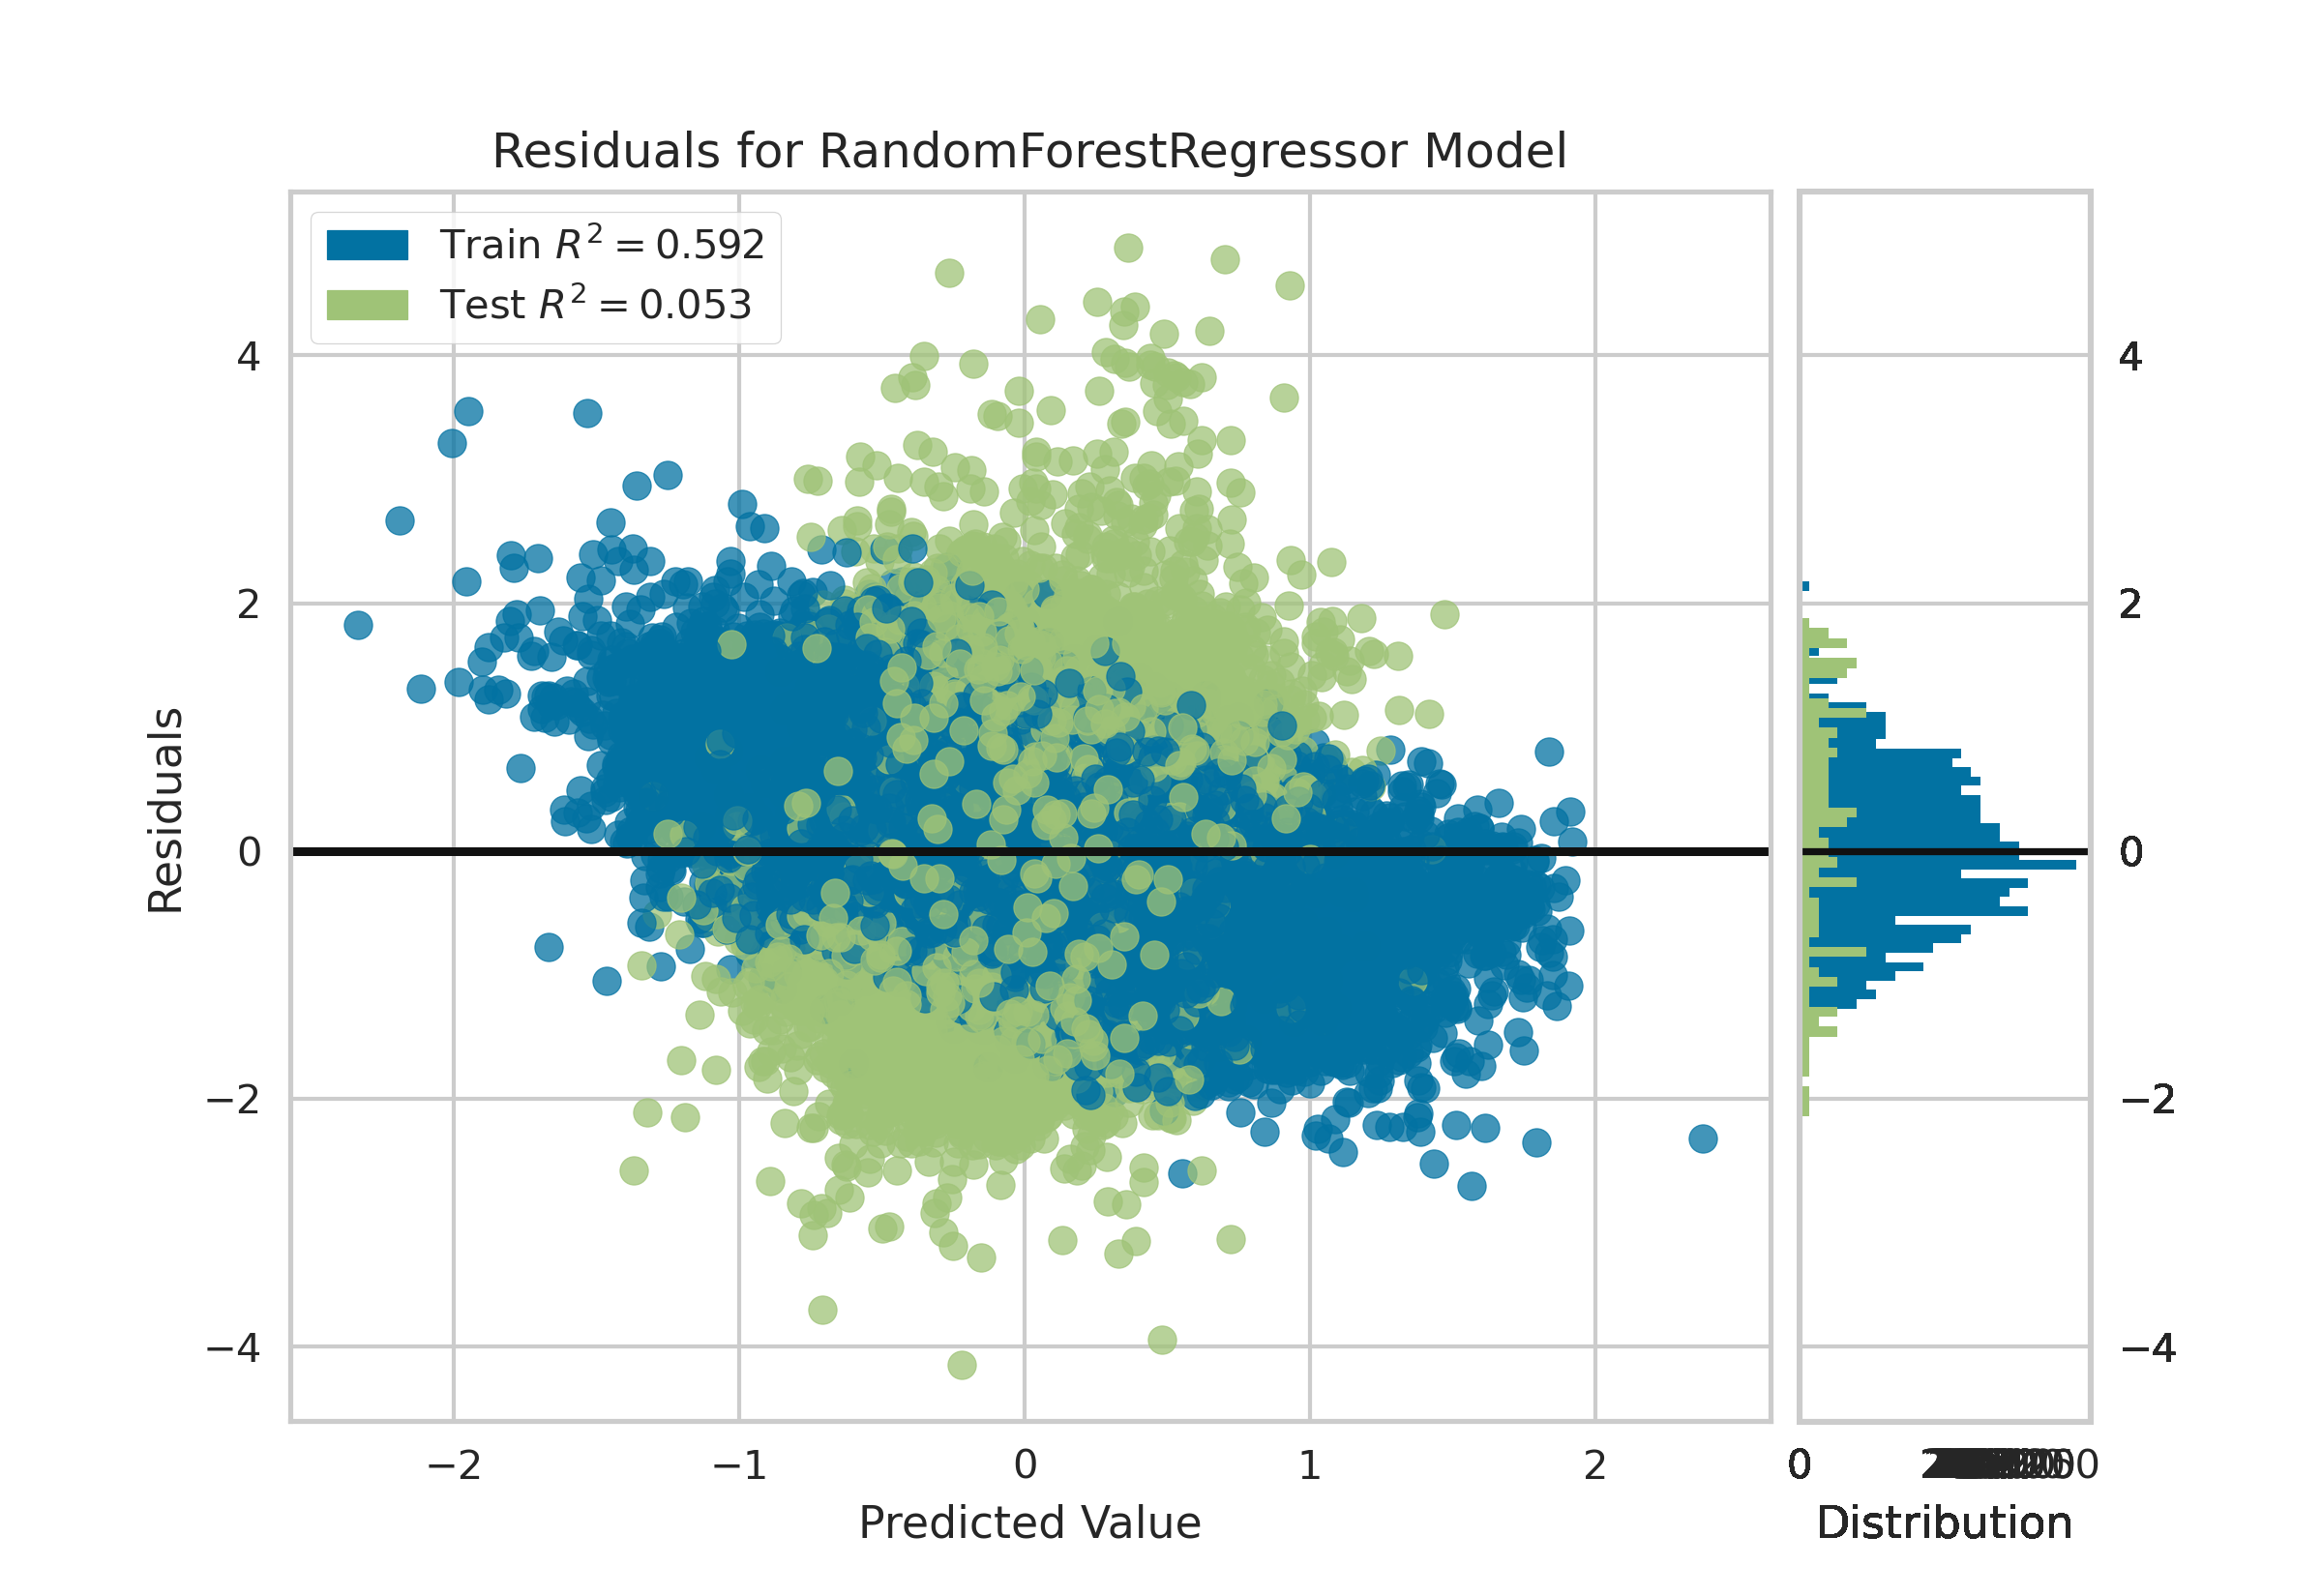 Residuals for RandomForestRegressor Model
Train R² = 0.592
Test R² = 0.053
Residuals
4
2
0
−2
−4
−2
−1
0
1
2
Predicted Value
4
2
0
−2
−4
0
Distribution